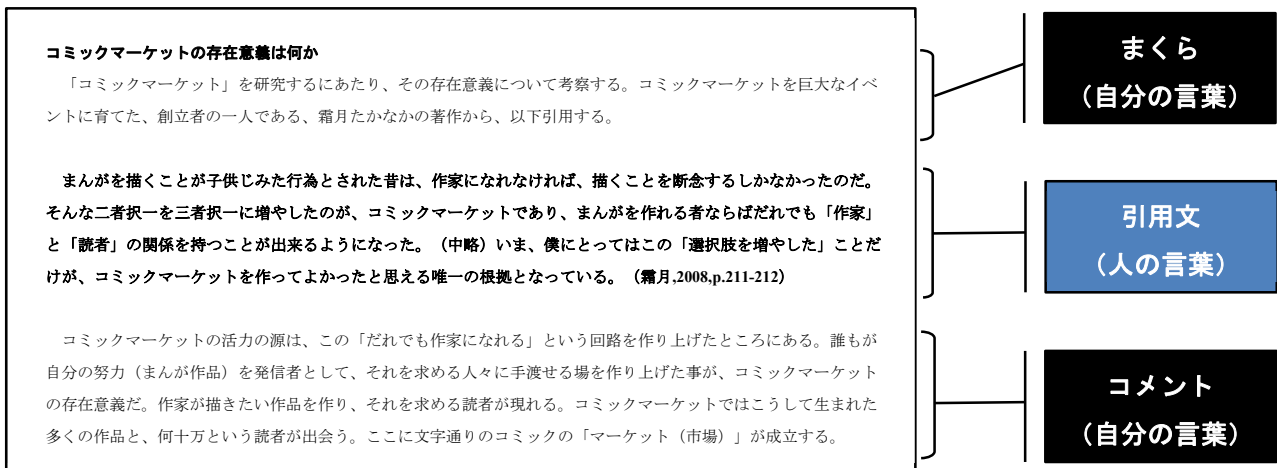 コミックマーケットの存在意義は何か
「コミックマーケット」を研究するにあたり、その存在意義について考察する。コミックマーケットを巨大なイベ
ントに育てた、創立者の一人である、霜月たかなかの著作から、以下引用する。
まんがを描くことが子供じみた行為とされた昔は、作家になれなければ、描くことを断念するしかなかったのだ。
そんな二者択一を三者択一に増やしたのが、コミックマーケットであり、まんがを作れる者ならばだれでも「作家」
と「読者」の関係を持つことが出来るようになった。（中略）いま、僕にとってはこの「選択肢を増やした」ことだ
けが、コミックマーケットを作ってよかったと思える唯一の根拠となっている。（霜月,2008,p.211-212）
コミックマーケットの活力の源は、この「だれでも作家になれる」という回路を作り上げたところにある。誰もが
自分の努力（まんが作品）を発信者として、それを求める人々に手渡せる場を作り上げた事が、コミックマーケット
の存在意義だ。作家が描きたい作品を作り、それを求める読者が現れる。コミックマーケットではこうして生まれた
多くの作品と、何十万という読者が出会う。ここに文字通りのコミックの「マーケット（市場）」が成立する。
まくら
（自分の言葉）
引用文
（人の言葉）
コメント
（自分の言葉）